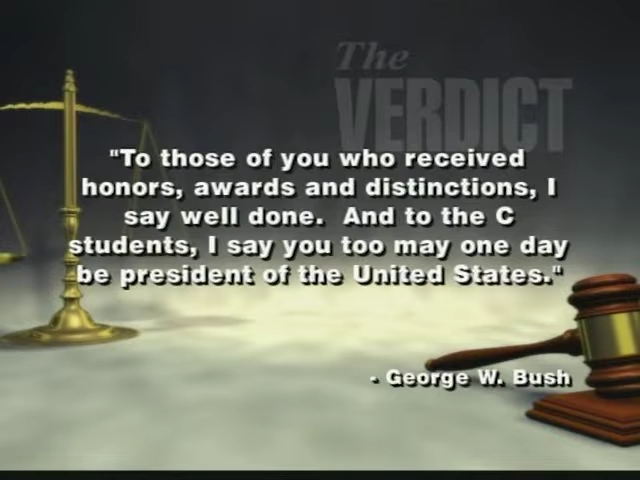 The
VERDICT
"To those of you who received
honors, awards and distinctions, I
say well done.  And to the C
students, I say you too may one day
be president of the United States."
- George W. Bush